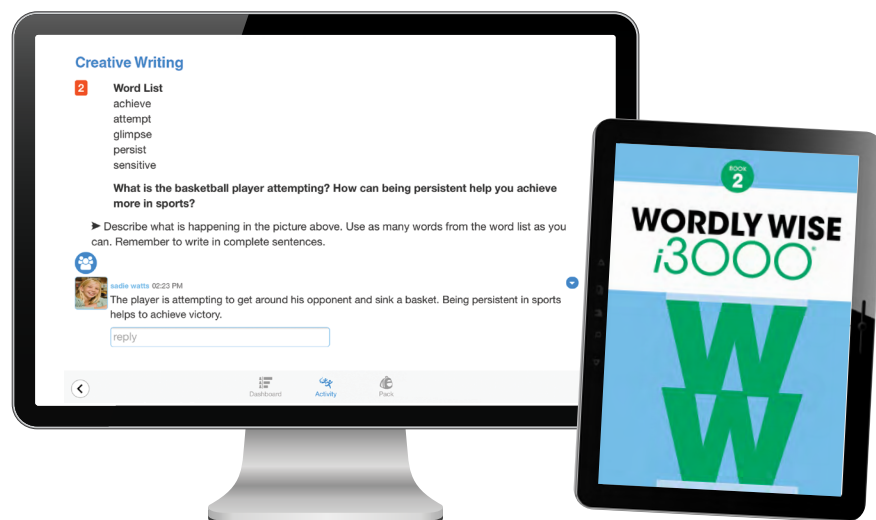 Creative Writing
2
Word List
achieve
attempt
glimpse
persist
sensitive
What is the basketball player attempting? How can being persistent help you achieve
more in sports?
► Describe what is happening in the picture above. Use as many words from the word list as you
can. Remember to write in complete sentences.
sadie watts 02:23 PM
The player is attempting to get around his opponent and sink a basket. Being persistent in sports
helps to achieve victory.
reply
Dashboard
Activity
Pack
BOOK
2
WORDLY WISE
i3000®
W
W